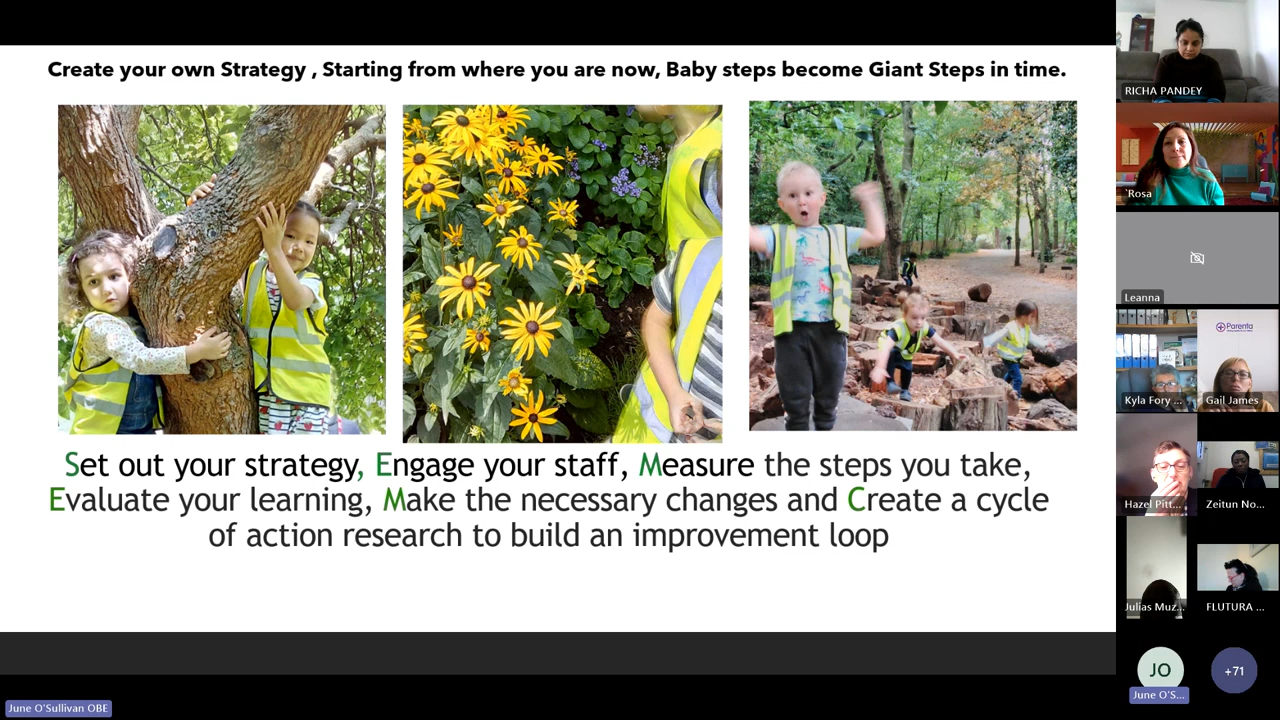 Create your own Strategy , Starting from where you are now, Baby steps become Giant Steps in time.
Set out your strategy, Engage your staff, Measure the steps you take,
Evaluate your learning, Make the necessary changes and Create a cycle
of action research to build an improvement loop
RICHA PANDEY
`Rosa
Leanna
Parenta
Kyla Fory ...
Gail James
Hazel Pitt...
Zeitun No...
Julias Muz...
FLUTURA ...
JO
+71
June O'S...
June O'Sullivan OBE